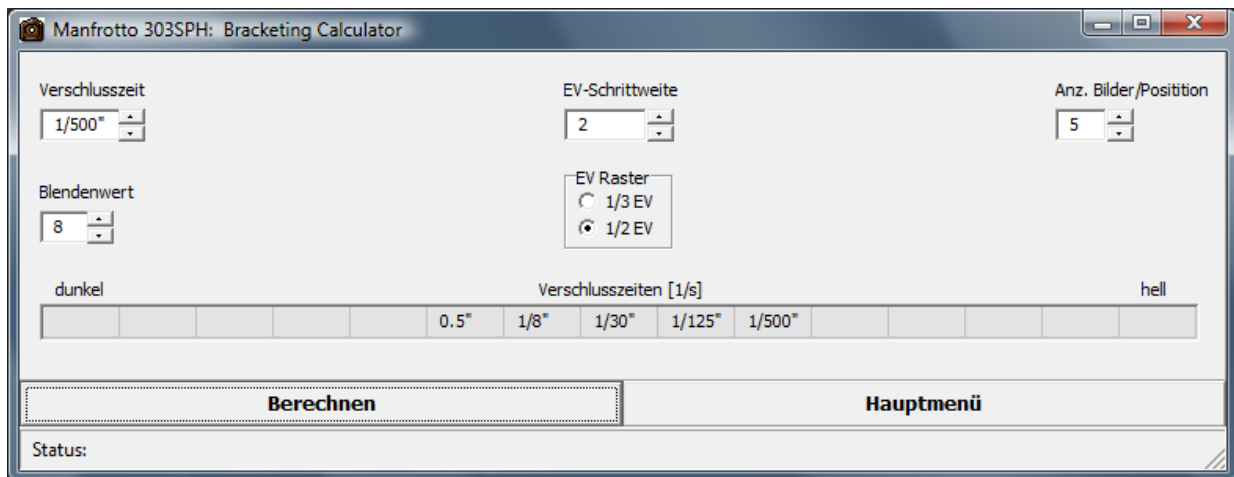 Manfrotto 303SPH: Bracketing Calculator
Verschlusszeit EV-Schrittweite Anz. Bilder/Positition
1/500" 2 5
Blendenwert EV Raster
1/3 EV
8 1/2 EV
dunkel Verschlusszeiten [1/s] hell
0.5" 1/8" 1/30" 1/125" 1/500"
Berechnen Hauptmenü
Status: